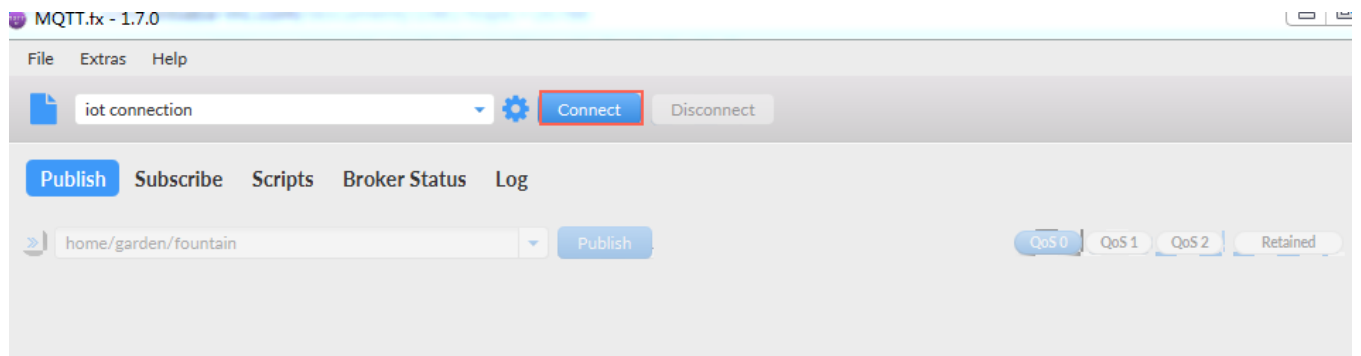 MQTT.fx - 1.7.0
File Extras Help
iot connection Connect Disconnect
Publish Subscribe Scripts Broker Status Log
home/garden/fountain Publish QoS 0 QoS 1 QoS 2 Retained